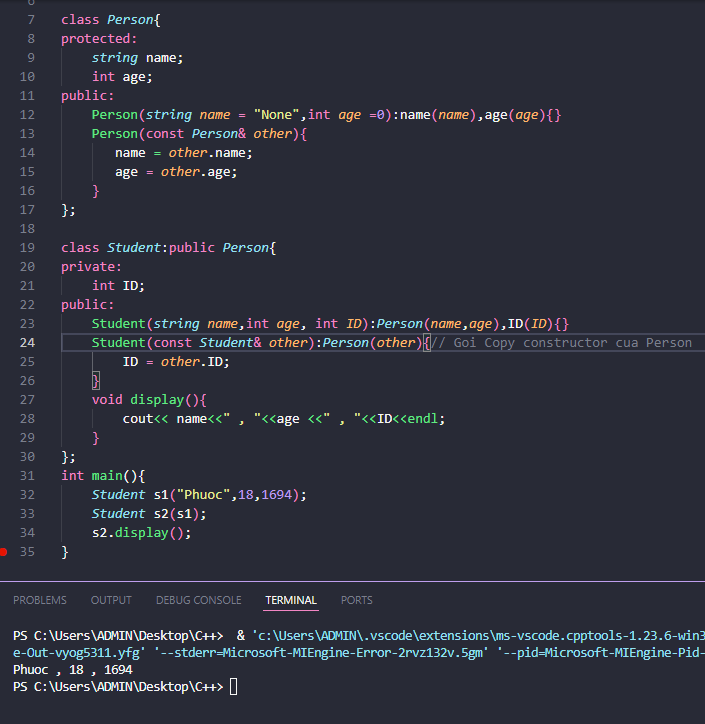 6
7 class Person{
8 protected:
9 string name;
10 int age;
11 public:
12 Person(string name = "None",int age =0):name(name),age(age){}
13 Person(const Person& other){
14 name = other.name;
15 age = other.age;
16 }
17 };
18
19 class Student:public Person{
20 private:
21 int ID;
22 public:
23 Student(string name,int age, int ID):Person(name,age),ID(ID){}
24 Student(const Student& other):Person(other){// Goi Copy constructor cua Person
25 ID = other.ID;
26 }
27 void display(){
28 cout<< name<<" , "<<age <<" , "<<ID<<endl;
29 }
30 };
31 int main(){
32 Student s1("Phuoc",18,1694);
33 Student s2(s1);
34 s2.display();
35 }
PROBLEMS OUTPUT DEBUG CONSOLE TERMINAL PORTS
PS C:\Users\ADMIN\Desktop\C++> & 'c:\Users\ADMIN\.vscode\extensions\ms-vscode.cpptools-1.23.6-win3
e-Out-vyog5311.yfg' '--stderr=Microsoft-MIEngine-Error-2rvz132v.5gm' '--pid=Microsoft-MIEngine-Pid-
Phuoc , 18 , 1694
PS C:\Users\ADMIN\Desktop\C++>